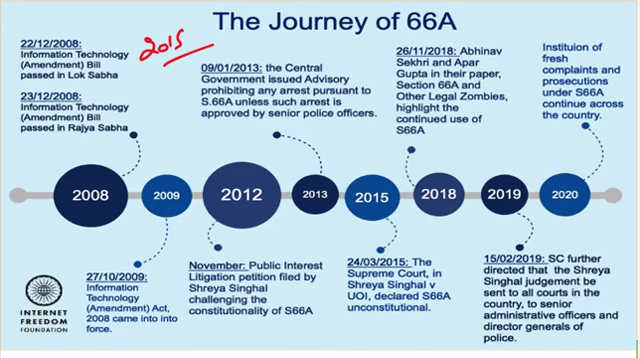 The Journey of 66A
22/12/2008:
Information Technology
(Amendment) Bill
passed in Lok Sabha
23/12/2008:
Information Technology
(Amendment) Bill
passed in Rajya Sabha
2015
09/01/2013: the Central
Government issued Advisory
prohibiting any arrest pursuant to
S.66A unless such arrest is
approved by senior police officers.
26/11/2018: Abhinav
Sekhri and Apar
Gupta in their paper,
Section 66A and
Other Legal Zombies,
highlight the
continued use of
S66A
Instituion of
fresh
complaints and
prosecutions
under S66A
continue across
the country.
2008
2009
2012
2013
2015
2018
2019
2020
27/10/2009:
Information
Technology
(Amendment) Act,
2008 came into into
force.
November: Public Interest
Litigation petition filed by
Shreya Singhal
challenging the
constitutionality of S66A
24/03/2015: The
Supreme Court, in
Shreya Singhal v
UOI, declared S66A
unconstitutional.
15/02/2019: SC further
directed that the Shreya
Singhal judgement be
sent to all courts in the
country, to senior
administrative officers and
director generals of
police.
INTERNET
FREEDOM
FOUNDATION